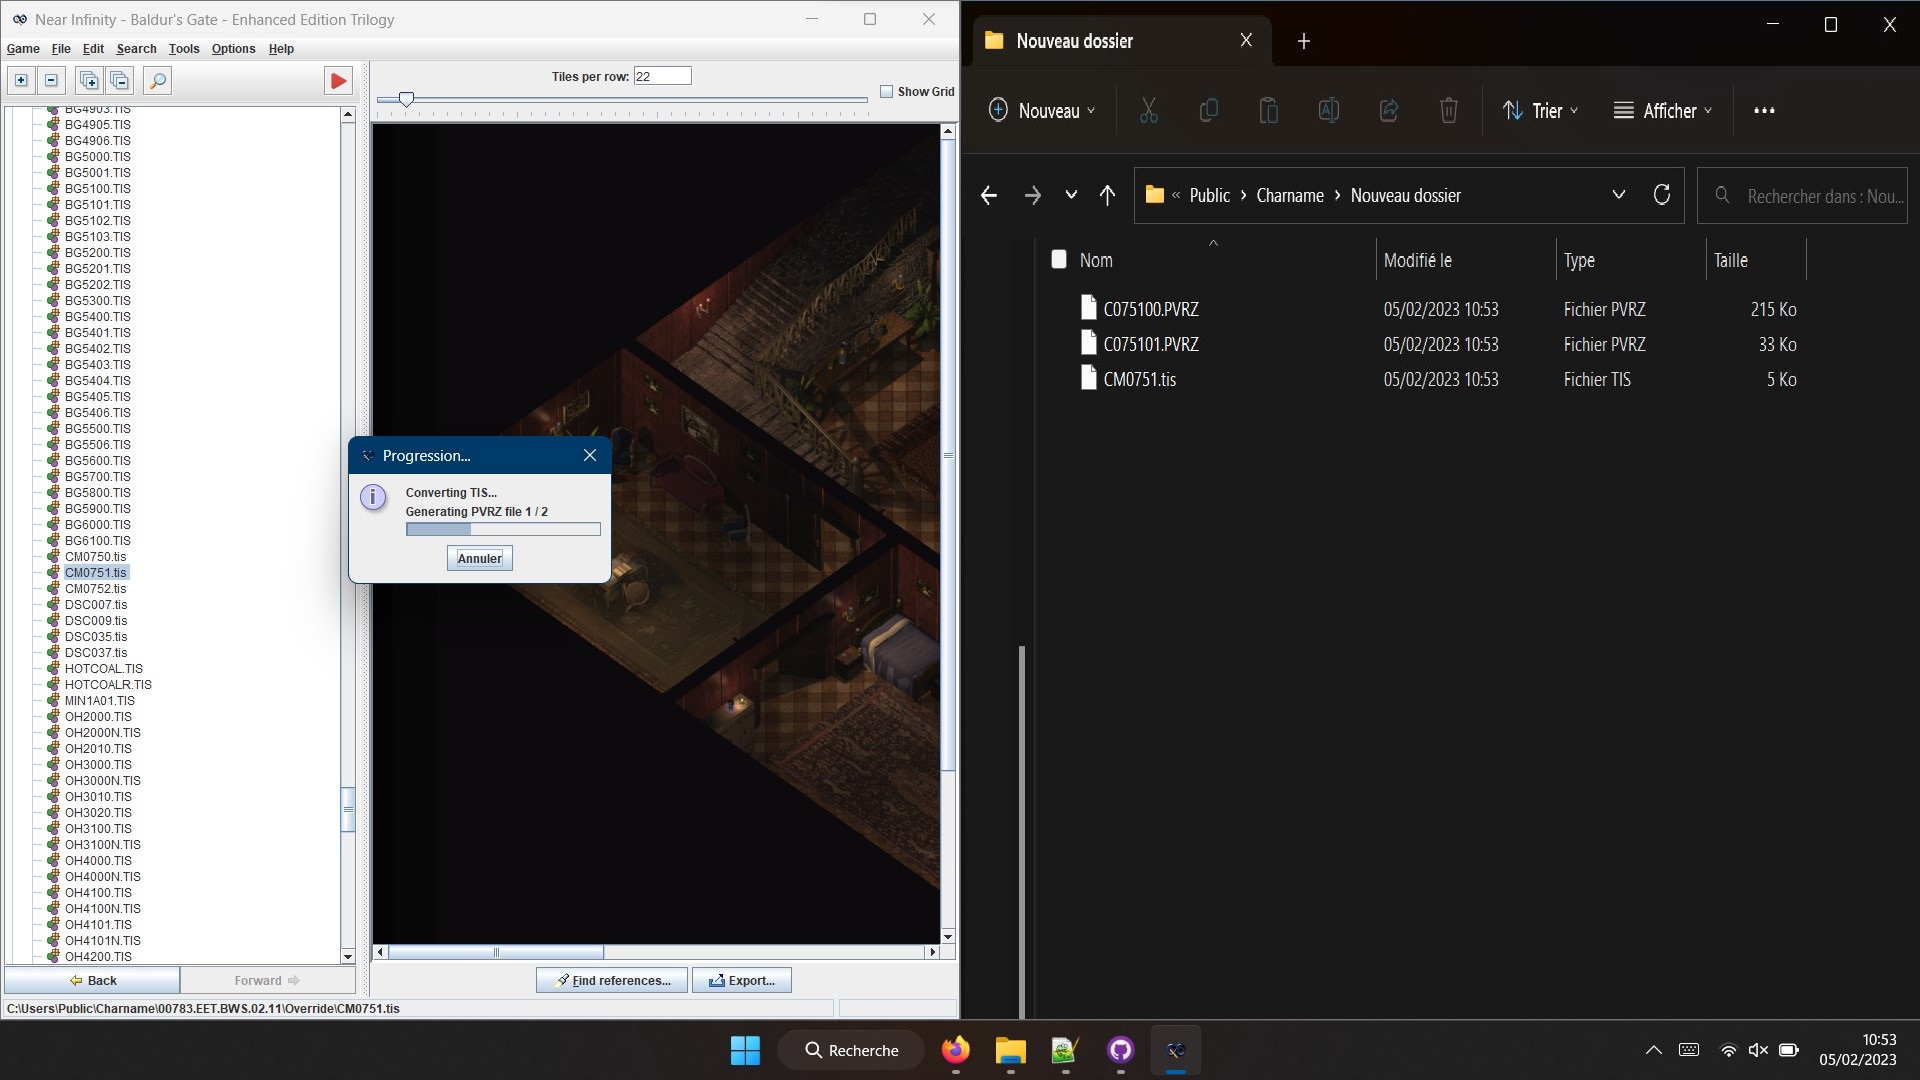 Near Infinity - Baldur's Gate - Enhanced Edition Trilogy
Game File Edit Search Tools Options Help
Tiles per row: 22
Show Grid
BG4903.TIS
BG4905.TIS
BG4906.TIS
BG5000.TIS
BG5001.TIS
BG5100.TIS
BG5101.TIS
BG5102.TIS
BG5103.TIS
BG5200.TIS
BG5201.TIS
BG5202.TIS
BG5300.TIS
BG5400.TIS
BG5401.TIS
BG5402.TIS
BG5403.TIS
BG5404.TIS
BG5405.TIS
BG5406.TIS
BG5500.TIS
BG5506.TIS
BG5600.TIS
BG5700.TIS
BG5800.TIS
BG5900.TIS
BG6000.TIS
BG6100.TIS
CM0750.tis
CM0751.tis
CM0752.tis
DSC007.tis
DSC009.tis
DSC035.tis
DSC037.tis
HOTCOAL.TIS
HOTCOALR.TIS
MIN1A01.TIS
OH2000.TIS
OH2000N.TIS
OH2010.TIS
OH3000.TIS
OH3000N.TIS
OH3010.TIS
OH3020.TIS
OH3100.TIS
OH3100N.TIS
OH4000.TIS
OH4000N.TIS
OH4100.TIS
OH4100N.TIS
OH4101.TIS
OH4101N.TIS
OH4200.TIS
Back Forward
Progression...
Converting TIS...
Generating PVRZ file 1 / 2
Annuler
Find references... Export...
C:\Users\Public\Charname\00783.EET.BWS.02.11\Override\CM0751.tis
Nouveau dossier
Nouveau Trier Afficher
« Public > Charname > Nouveau dossier
Rechercher dans : Nou...
Nom Modifié le Type Taille
C075100.PVRZ 05/02/2023 10:53 Fichier PVRZ 215 Ko
C075101.PVRZ 05/02/2023 10:53 Fichier PVRZ 33 Ko
CM0751.tis 05/02/2023 10:53 Fichier TIS 5 Ko
Recherche
10:53
05/02/2023